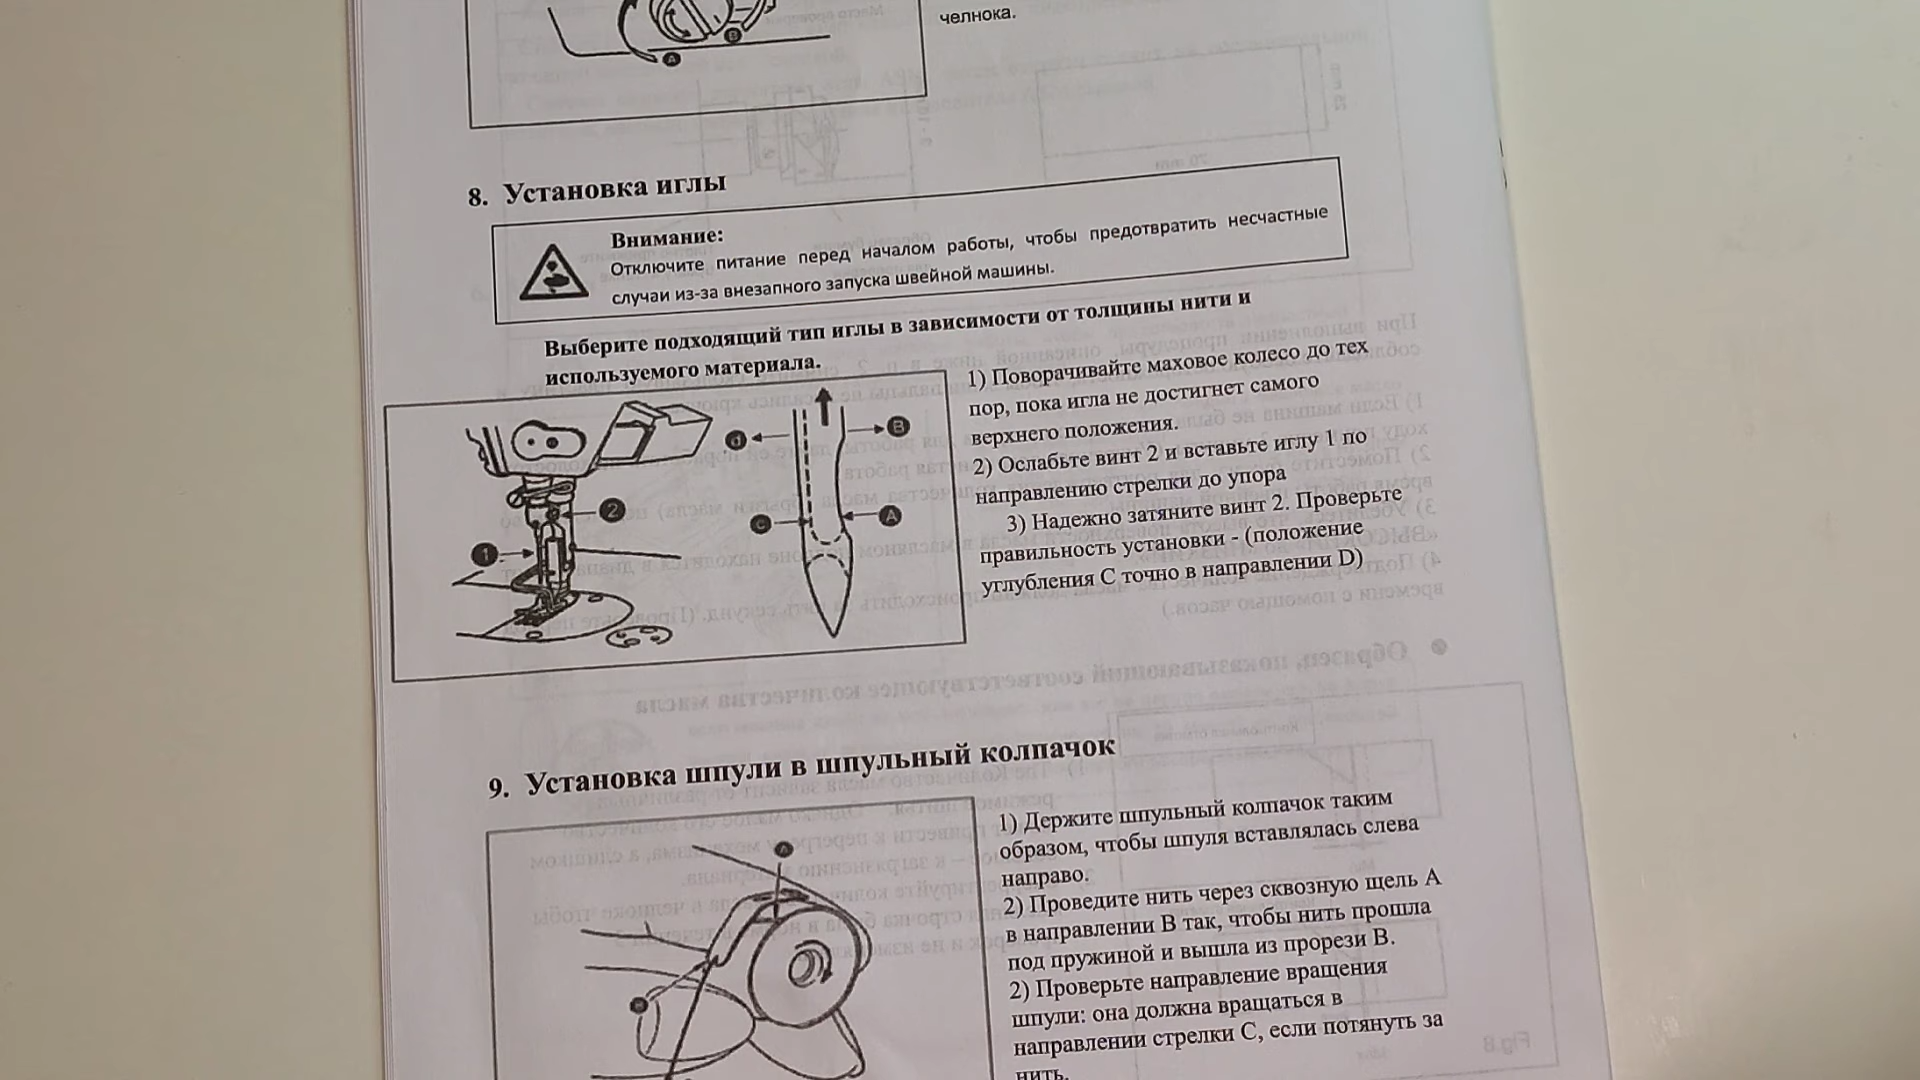 челнока.
A
B
8. Установка иглы
Внимание:
Отключите питание перед началом работы, чтобы предотвратить несчастные
случаи из-за внезапного запуска швейной машины.
Выберите подходящий тип иглы в зависимости от толщины нити и
используемого материала.
d
B
2
C
A
1
1) Поворачивайте маховое колесо до тех
пор, пока игла не достигнет самого
верхнего положения.
2) Ослабьте винт 2 и вставьте иглу 1 по
направлению стрелки до упора
3) Надежно затяните винт 2. Проверьте
правильность установки - (положение
углубления C точно в направлении D)
9. Установка шпули в шпульный колпачок
1) Держите шпульный колпачок таким
образом, чтобы шпуля вставлялась слева
направо.
2) Проведите нить через сквозную щель A
в направлении B так, чтобы нить прошла
под пружиной и вышла из прорези B.
2) Проверьте направление вращения
шпули: она должна вращаться в
направлении стрелки C, если потянуть за
нить.